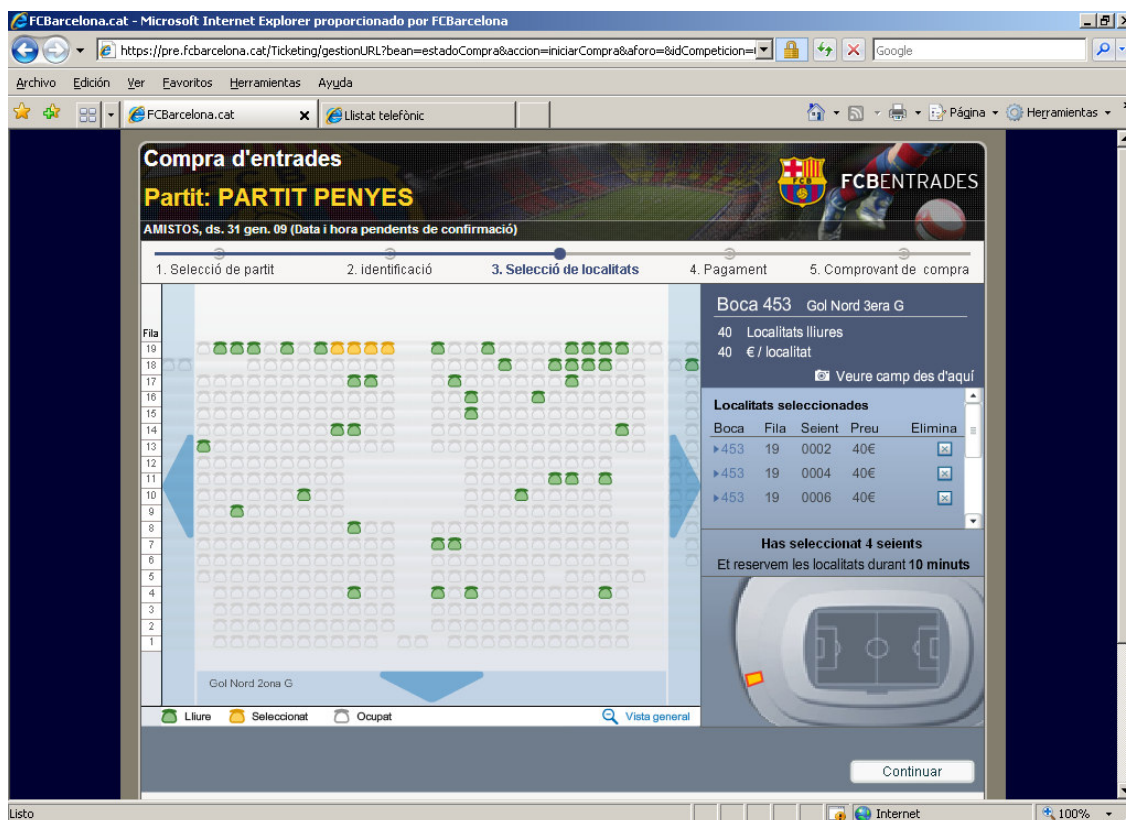 FCBarcelona.cat - Microsoft Internet Explorer proporcionado por FCBarcelona
https://pre.fcbarcelona.cat/Ticketing/gestionURL?bean=estadoCompra&accion=iniciarCompra&aforo=&idCompeticion=
Google
Archivo Edición Ver Favoritos Herramientas Ayuda
FCBarcelona.cat
Llistat telefònic
Página
Herramientas
Compra d'entrades
Partit: PARTIT PENYES
AMISTOS, ds. 31 gen. 09 (Data i hora pendents de confirmació)
FCB
FCBENTRADES
1. Selecció de partit
2. identificació
3. Selecció de localitats
4. Pagament
5. Comprovant de compra
Fila
19
18
17
16
15
14
13
12
11
10
9
8
7
6
5
4
3
2
1
Gol Nord 2ona G
Lliure Seleccionat Ocupat
Vista general
Boca 453 Gol Nord 3era G
40 Localitats lliures
40 € / localitat
Veure camp des d'aquí
Localitats seleccionades
Boca Fila Seient Preu Elimina
453 19 0002 40€
453 19 0004 40€
453 19 0006 40€
Has seleccionat 4 seients
Et reservem les localitats durant 10 minuts
Continuar
Listo
Internet
100%